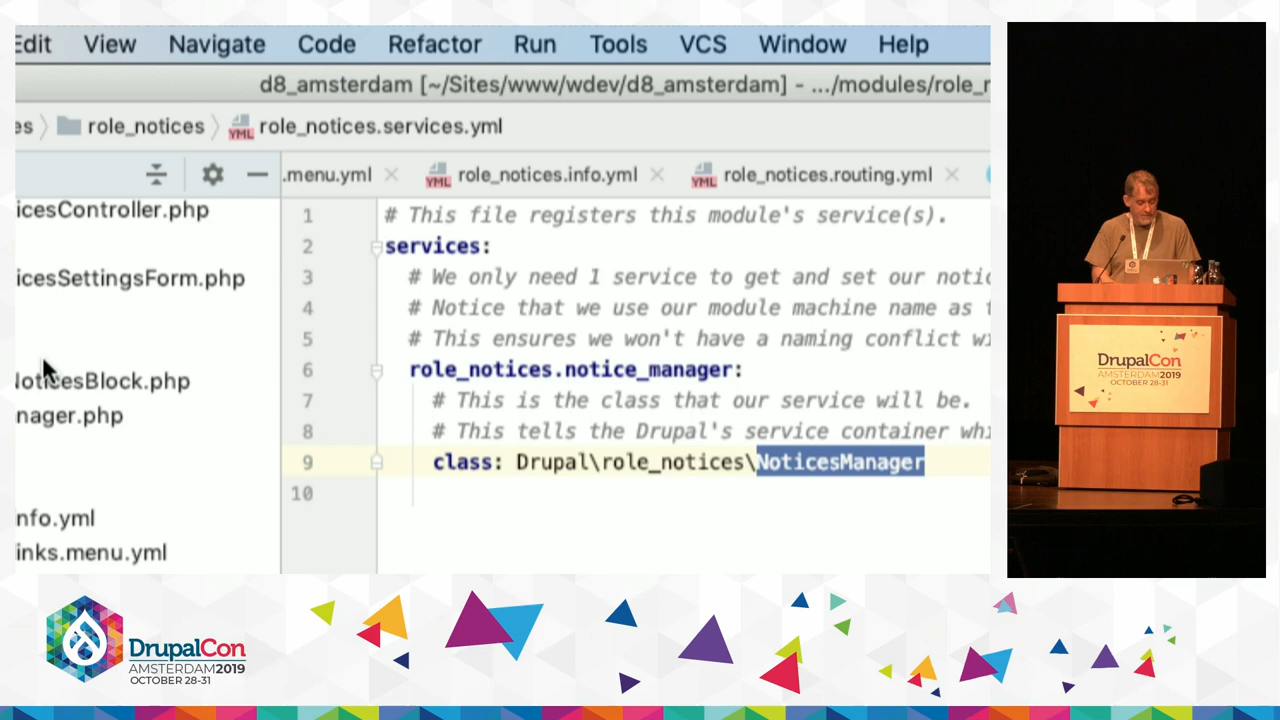 Edit View Navigate Code Refactor Run Tools VCS Window Help
d8_amsterdam [~/Sites/www/wdev/d8_amsterdam] - .../modules/role_r
es role_notices role_notices.services.yml
.menu.yml role_notices.info.yml role_notices.routing.yml
icesController.php
icesSettingsForm.php
NoticesBlock.php
nager.php
nfo.yml
inks.menu.yml
1 # This file registers this module's service(s).
2 services:
3 # We only need 1 service to get and set our notic
4 # Notice that we use our module machine name as t
5 # This ensures we won't have a naming conflict wi
6 role_notices.notice_manager:
7 # This is the class that our service will be.
8 # This tells the Drupal's service container whi
9 class: Drupal\role_notices\NoticesManager
10
DrupalCon
AMSTERDAM2019
OCTOBER 28-31
DrupalCon
AMSTERDAM2019
OCTOBER 28-31